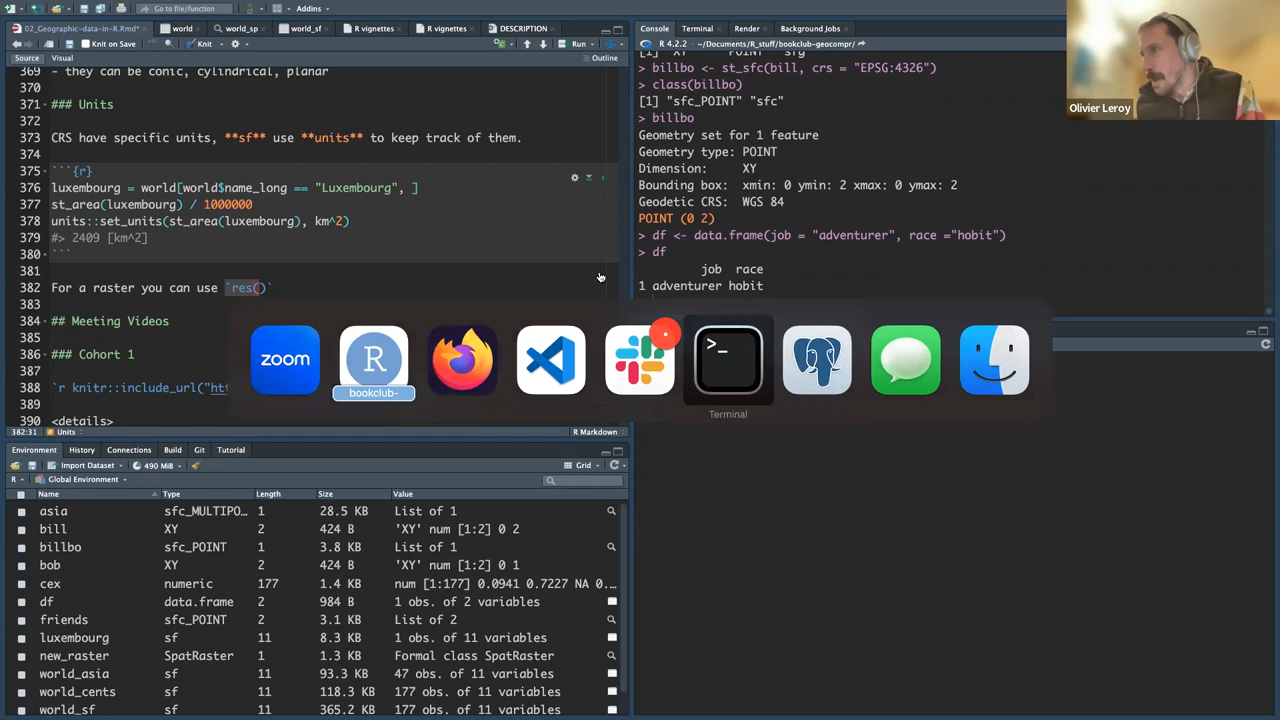 Go to file/function
Addins
02_Geographic-data-in-R.Rmd*
world
world_sp
world_sf
R vignettes
R vignettes
DESCRIPTION
Knit on Save
Knit
Run
Source
Visual
Outline
369 - they can be conic, cylindrical, planar
370
371 ### Units
372
373 CRS have specific units, **sf** use **units** to keep track of them.
374
375 ```{r}
376 luxembourg = world[world$name_long == "Luxembourg", ]
377 st_area(luxembourg) / 1000000
378 units::set_units(st_area(luxembourg), km^2)
379 #> 2409 [km^2]
380 ```
381
382 For a raster you can use `res()`
383
384 ## Meeting Videos
385
386 ### Cohort 1
387
388 `r knitr::include_url("ht
389
390 <details>
382:31 Units R Markdown
Console Terminal Render Background Jobs
R 4.2.2 · ~/Documents/R_stuff/bookclub-geocompr/
> billbo <- st_sfc(bill, crs = "EPSG:4326")
> class(billbo)
[1] "sfc_POINT" "sfc"
> billbo
Geometry set for 1 feature
Geometry type: POINT
Dimension: XY
Bounding box: xmin: 0 ymin: 2 xmax: 0 ymax: 2
Geodetic CRS: WGS 84
POINT (0 2)
> df <- data.frame(job = "adventurer", race ="hobit")
> df
job race
1 adventurer hobit
Olivier Leroy
zoom
R
bookclub-
>_
Terminal
Environment History Connections Build Git Tutorial
Import Dataset 490 MiB Grid
R Global Environment
Name Type Length Size Value
asia sfc_MULTIPO… 1 28.5 KB List of 1
bill XY 2 424 B 'XY' num [1:2] 0 2
billbo sfc_POINT 1 3.8 KB List of 1
bob XY 2 424 B 'XY' num [1:2] 0 1
cex numeric 177 1.4 KB num [1:177] 0.0941 0.7227 NA 0.…
df data.frame 2 984 B 1 obs. of 2 variables
friends sfc_POINT 2 3.1 KB List of 2
luxembourg sf 11 8.3 KB 1 obs. of 11 variables
new_raster SpatRaster 1 1.3 KB Formal class SpatRaster
world_asia sf 11 93.3 KB 47 obs. of 11 variables
world_cents sf 11 118.3 KB 177 obs. of 11 variables
world_sf sf 11 365.2 KB 177 obs. of 11 variables